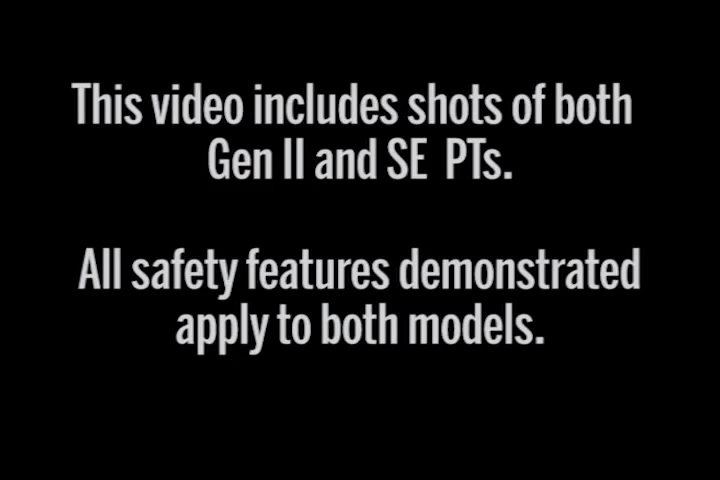 This video includes shots of both
Gen II and SE PTs.
All safety features demonstrated
apply to both models.